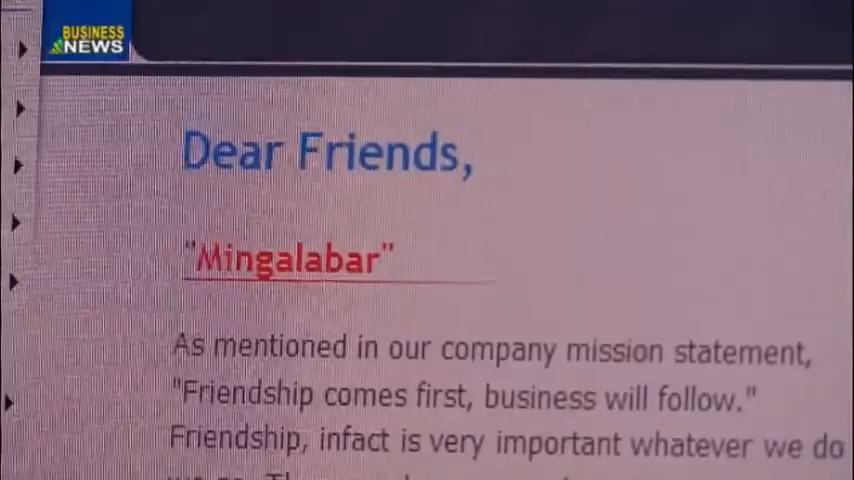 BUSINESS
NEWS
Dear Friends,
"Mingalabar"
As mentioned in our company mission statement,
"Friendship comes first, business will follow."
Friendship, infact is very important whatever we do